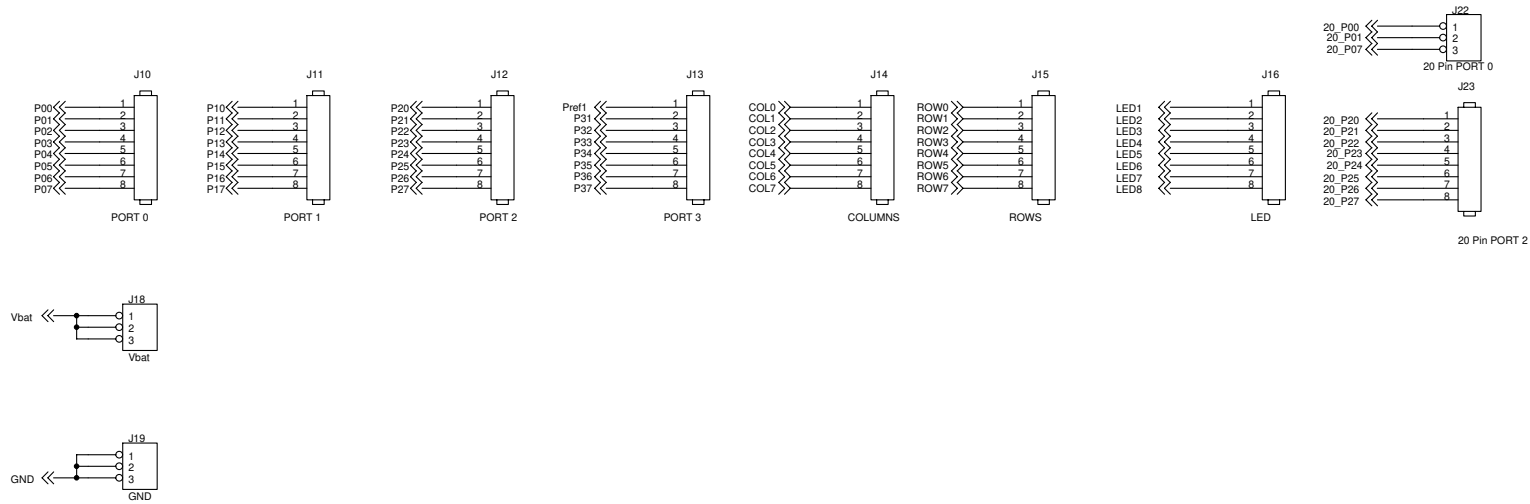 J10
P00 1
P01 2
P02 3
P03 4
P04 5
P05 6
P06 7
P07 8
PORT 0
J11
P10 1
P11 2
P12 3
P13 4
P14 5
P15 6
P16 7
P17 8
PORT 1
J12
P20 1
P21 2
P22 3
P23 4
P24 5
P25 6
P26 7
P27 8
PORT 2
J13
Pref1 1
P31 2
P32 3
P33 4
P34 5
P35 6
P36 7
P37 8
PORT 3
J14
COL0 1
COL1 2
COL2 3
COL3 4
COL4 5
COL5 6
COL6 7
COL7 8
COLUMNS
J15
ROW0 1
ROW1 2
ROW2 3
ROW3 4
ROW4 5
ROW5 6
ROW6 7
ROW7 8
ROWS
J16
LED1 1
LED2 2
LED3 3
LED4 4
LED5 5
LED6 6
LED7 7
LED8 8
LED
J22
20_P00 1
20_P01 2
20_P07 3
20 Pin PORT 0
J23
20_P20 1
20_P21 2
20_P22 3
20_P23 4
20_P24 5
20_P25 6
20_P26 7
20_P27 8
20 Pin PORT 2
J18
Vbat 1
2
3
Vbat
J19
1
2
GND 3
GND